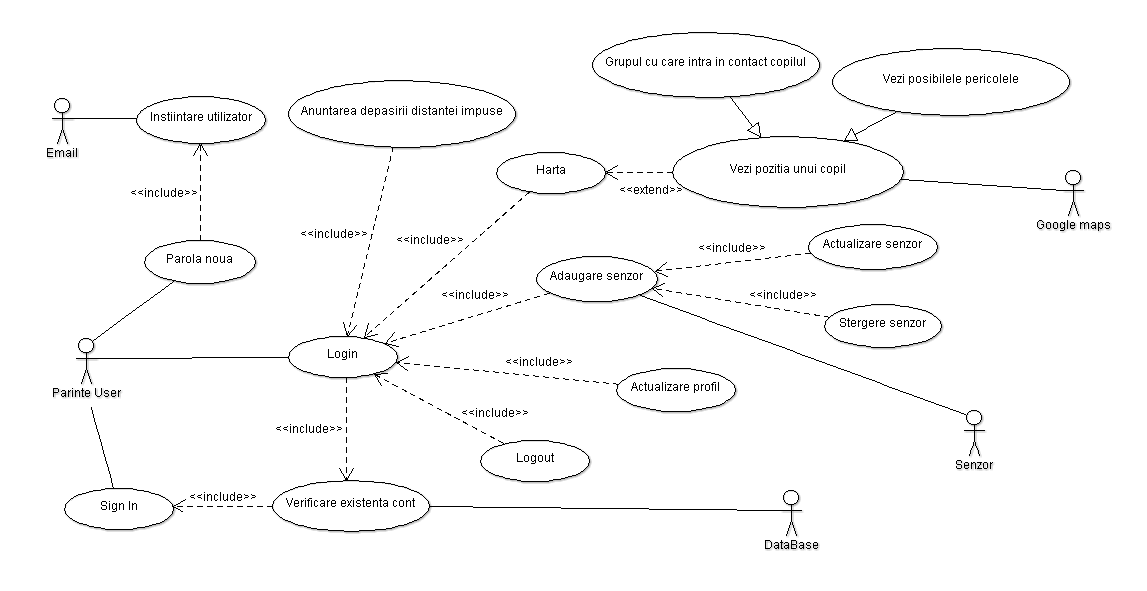 Grupul cu care intra in contact copilul
Vezi posibilele pericolele
Anuntarea depasirii distantei impuse
Instiintare utilizator
Email
Harta
Vezi pozitia unui copil
<<include>>
<<extend>>
Google maps
<<include>>
<<include>>
<<include>>
Actualizare senzor
Parola noua
Adaugare senzor
<<include>>
<<include>>
Stergere senzor
Login
<<include>>
Parinte User
Actualizare profil
<<include>>
<<include>>
Logout
Senzor
<<include>>
Sign In
Verificare existenta cont
DataBase